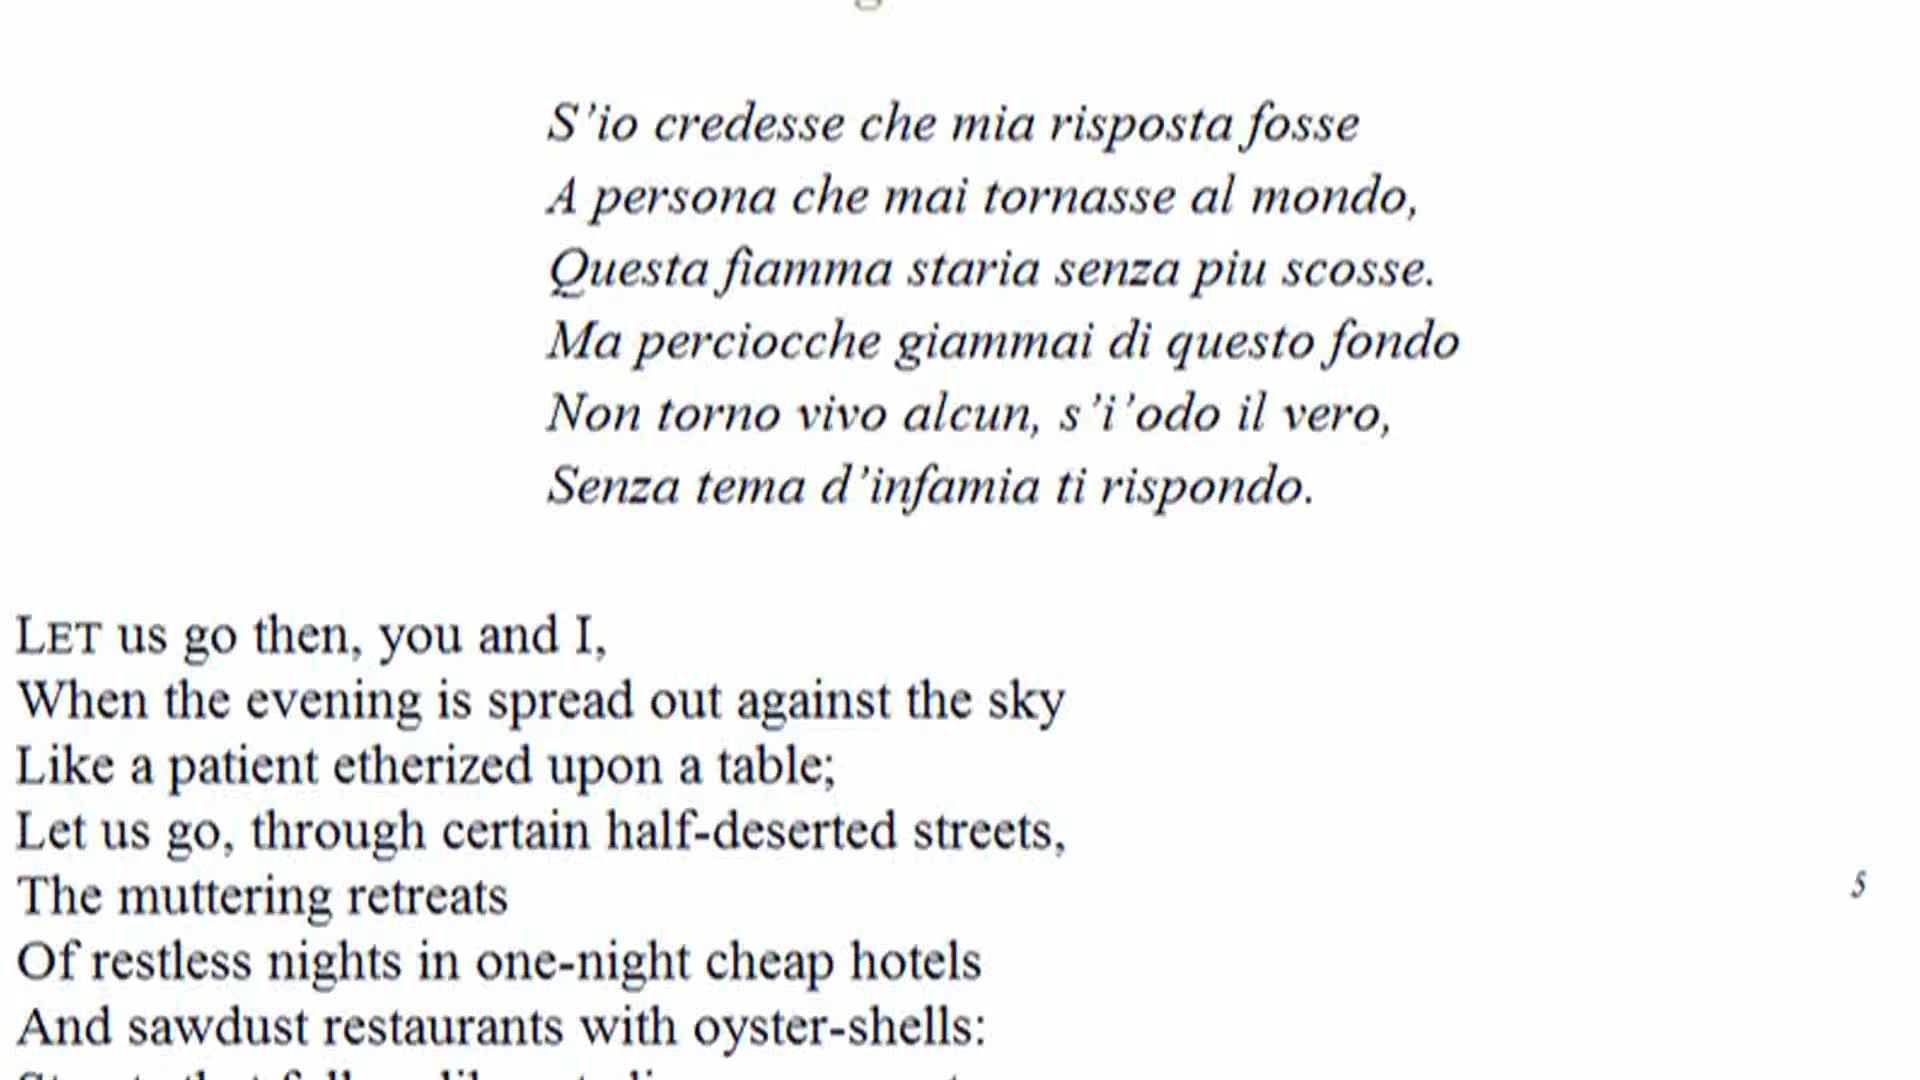 S’io credesse che mia risposta fosse
A persona che mai tornasse al mondo,
Questa fiamma staria senza piu scosse.
Ma perciocche giammai di questo fondo
Non torno vivo alcun, s’i’odo il vero,
Senza tema d’infamia ti rispondo.
LET us go then, you and I,
When the evening is spread out against the sky
Like a patient etherized upon a table;
Let us go, through certain half-deserted streets,
The muttering retreats
5
Of restless nights in one-night cheap hotels
And sawdust restaurants with oyster-shells: